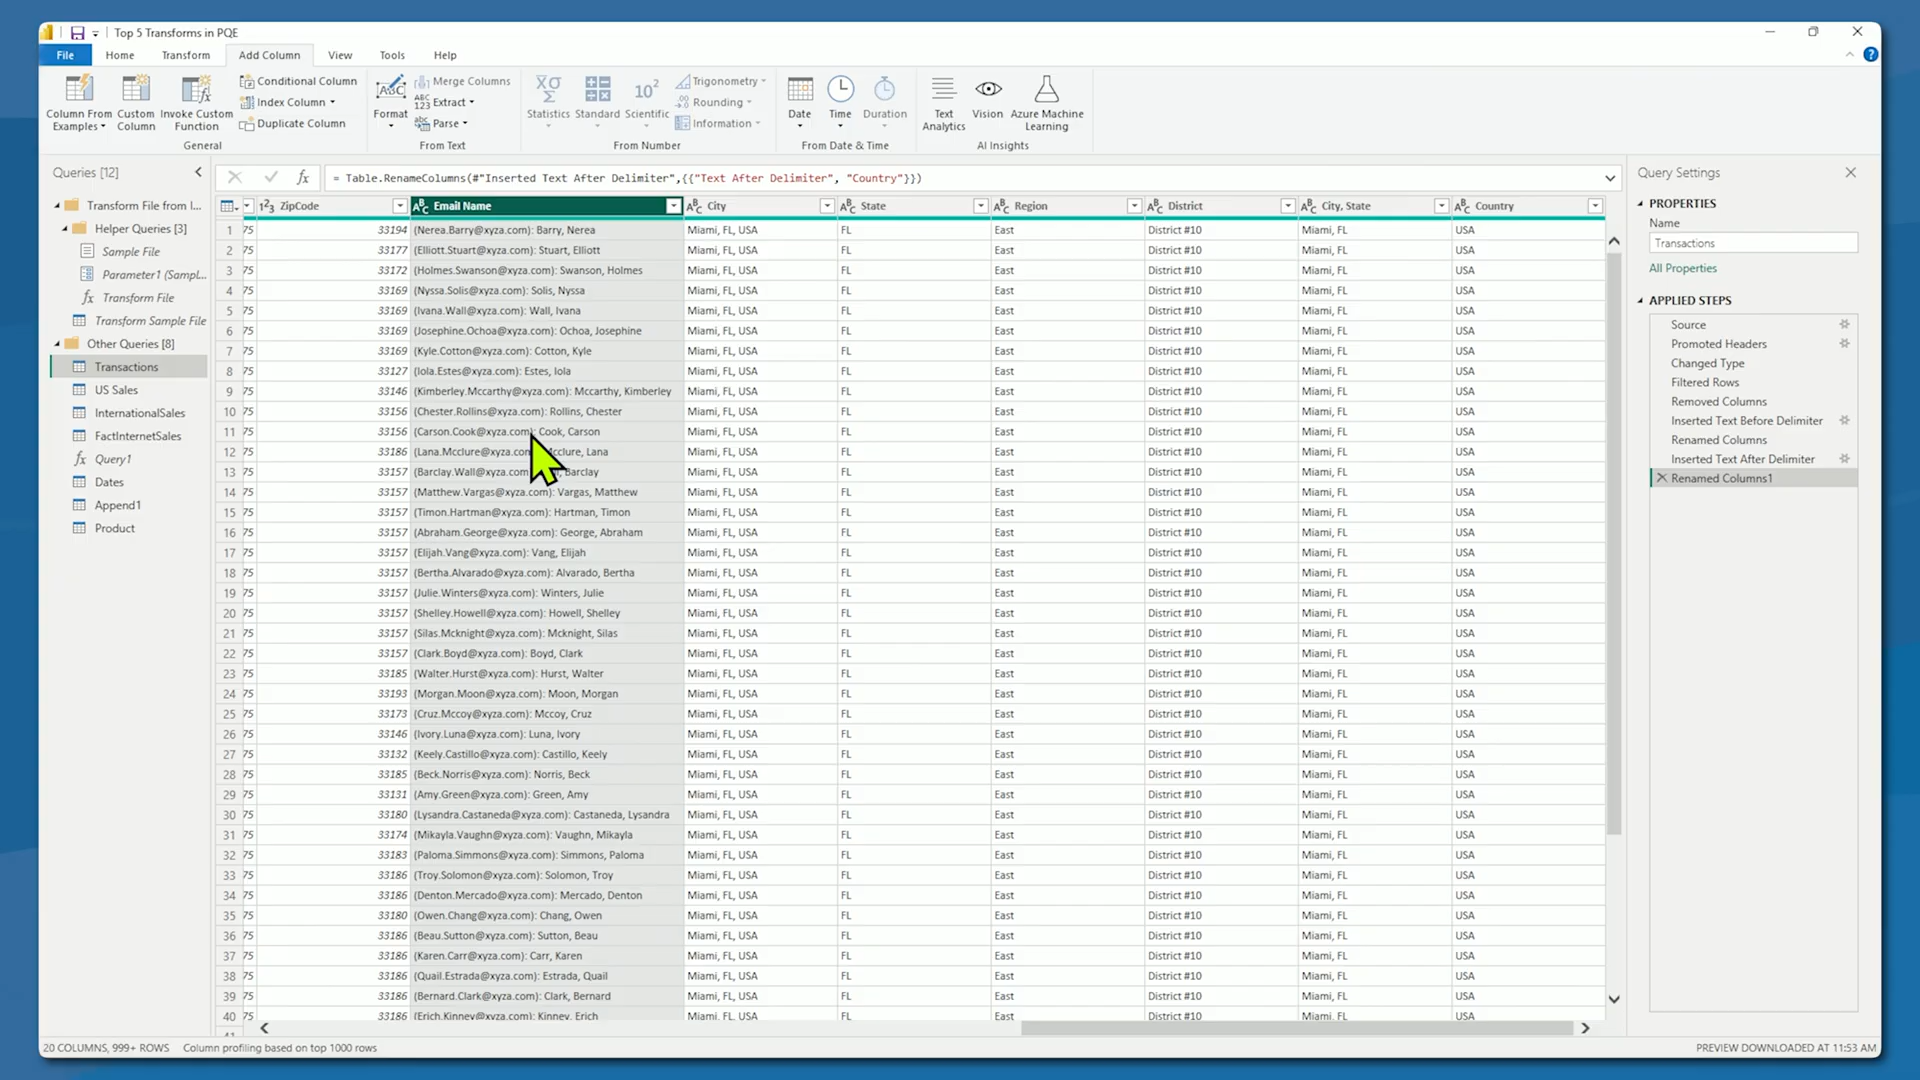 Top 5 Transforms in PQE
File Home Transform Add Column View Tools Help
Column From Examples
Custom Column
Invoke Custom Function
Conditional Column
Index Column
Duplicate Column
General
Format
Merge Columns
Extract
Parse
From Text
Statistics
Standard
Scientific
Trigonometry
Rounding
Information
From Number
Date
Time
Duration
From Date & Time
Text Analytics
Vision
Azure Machine Learning
AI Insights
Queries [12]
Transform File from I...
Helper Queries [3]
Sample File
Parameter1 (Sampl...
Transform File
Transform Sample File
Other Queries [8]
Transactions
US Sales
InternationalSales
FactInternetSales
Query1
Dates
Append1
Product
= Table.RenameColumns(#"Inserted Text After Delimiter",{{"Text After Delimiter", "Country"}})
ZipCode Email Name City State Region District City, State Country
1 75 33194 (Nerea.Barry@xyza.com): Barry, Nerea Miami, FL, USA FL East District #10 Miami, FL USA
2 75 33177 (Elliott.Stuart@xyza.com): Stuart, Elliott Miami, FL, USA FL East District #10 Miami, FL USA
3 75 33172 (Holmes.Swanson@xyza.com): Swanson, Holmes Miami, FL, USA FL East District #10 Miami, FL USA
4 75 33169 (Nyssa.Solis@xyza.com): Solis, Nyssa Miami, FL, USA FL East District #10 Miami, FL USA
5 75 33169 (Ivana.Wall@xyza.com): Wall, Ivana Miami, FL, USA FL East District #10 Miami, FL USA
6 75 33169 (Josephine.Ochoa@xyza.com): Ochoa, Josephine Miami, FL, USA FL East District #10 Miami, FL USA
7 75 33169 (Kyle.Cotton@xyza.com): Cotton, Kyle Miami, FL, USA FL East District #10 Miami, FL USA
8 75 33127 (Iola.Estes@xyza.com): Estes, Iola Miami, FL, USA FL East District #10 Miami, FL USA
9 75 33146 (Kimberley.Mccarthy@xyza.com): Mccarthy, Kimberley Miami, FL, USA FL East District #10 Miami, FL USA
10 75 33156 (Chester.Rollins@xyza.com): Rollins, Chester Miami, FL, USA FL East District #10 Miami, FL USA
11 75 33156 (Carson.Cook@xyza.com): Cook, Carson Miami, FL, USA FL East District #10 Miami, FL USA
12 75 33186 (Lana.Mcclure@xyza.com Lana Miami, FL, USA FL East District #10 Miami, FL USA
13 75 33157 (Barclay.Wall@xyza.com Barclay Miami, FL, USA FL East District #10 Miami, FL USA
14 75 33157 (Matthew.Vargas@xyza.com): Vargas, Matthew Miami, FL, USA FL East District #10 Miami, FL USA
15 75 33157 (Timon.Hartman@xyza.com): Hartman, Timon Miami, FL, USA FL East District #10 Miami, FL USA
16 75 33157 (Abraham.George@xyza.com): George, Abraham Miami, FL, USA FL East District #10 Miami, FL USA
17 75 33157 (Elijah.Vang@xyza.com): Vang, Elijah Miami, FL, USA FL East District #10 Miami, FL USA
18 75 33157 (Bertha.Alvarado@xyza.com): Alvarado, Bertha Miami, FL, USA FL East District #10 Miami, FL USA
19 75 33157 (Julie.Winters@xyza.com): Winters, Julie Miami, FL, USA FL East District #10 Miami, FL USA
20 75 33157 (Shelley.Howell@xyza.com): Howell, Shelley Miami, FL, USA FL East District #10 Miami, FL USA
21 75 33157 (Silas.Mcknight@xyza.com): Mcknight, Silas Miami, FL, USA FL East District #10 Miami, FL USA
22 75 33157 (Clark.Boyd@xyza.com): Boyd, Clark Miami, FL, USA FL East District #10 Miami, FL USA
23 75 33185 (Walter.Hurst@xyza.com): Hurst, Walter Miami, FL, USA FL East District #10 Miami, FL USA
24 75 33193 (Morgan.Moon@xyza.com): Moon, Morgan Miami, FL, USA FL East District #10 Miami, FL USA
25 75 33173 (Cruz.Mccoy@xyza.com): Mccoy, Cruz Miami, FL, USA FL East District #10 Miami, FL USA
26 75 33146 (Ivory.Luna@xyza.com): Luna, Ivory Miami, FL, USA FL East District #10 Miami, FL USA
27 75 33132 (Keely.Castillo@xyza.com): Castillo, Keely Miami, FL, USA FL East District #10 Miami, FL USA
28 75 33185 (Beck.Norris@xyza.com): Norris, Beck Miami, FL, USA FL East District #10 Miami, FL USA
29 75 33131 (Amy.Green@xyza.com): Green, Amy Miami, FL, USA FL East District #10 Miami, FL USA
30 75 33180 (Lysandra.Castaneda@xyza.com): Castaneda, Lysandra Miami, FL, USA FL East District #10 Miami, FL USA
31 75 33174 (Mikayla.Vaughn@xyza.com): Vaughn, Mikayla Miami, FL, USA FL East District #10 Miami, FL USA
32 75 33183 (Paloma.Simmons@xyza.com): Simmons, Paloma Miami, FL, USA FL East District #10 Miami, FL USA
33 75 33186 (Troy.Solomon@xyza.com): Solomon, Troy Miami, FL, USA FL East District #10 Miami, FL USA
34 75 33186 (Denton.Mercado@xyza.com): Mercado, Denton Miami, FL, USA FL East District #10 Miami, FL USA
35 75 33180 (Owen.Chang@xyza.com): Chang, Owen Miami, FL, USA FL East District #10 Miami, FL USA
36 75 33186 (Beau.Sutton@xyza.com): Sutton, Beau Miami, FL, USA FL East District #10 Miami, FL USA
37 75 33186 (Karen.Carr@xyza.com): Carr, Karen Miami, FL, USA FL East District #10 Miami, FL USA
38 75 33186 (Quail.Estrada@xyza.com): Estrada, Quail Miami, FL, USA FL East District #10 Miami, FL USA
39 75 33186 (Bernard.Clark@xyza.com): Clark, Bernard Miami, FL, USA FL East District #10 Miami, FL USA
40 75 33186 (Erich.Kinney@xyza.com): Kinney, Erich Miami, FL, USA FL East District #10 Miami, FL USA
Query Settings
PROPERTIES
Name
Transactions
All Properties
APPLIED STEPS
Source
Promoted Headers
Changed Type
Filtered Rows
Removed Columns
Inserted Text Before Delimiter
Renamed Columns
Inserted Text After Delimiter
Renamed Columns1
20 COLUMNS, 999+ ROWS Column profiling based on top 1000 rows
PREVIEW DOWNLOADED AT 11:53 AM